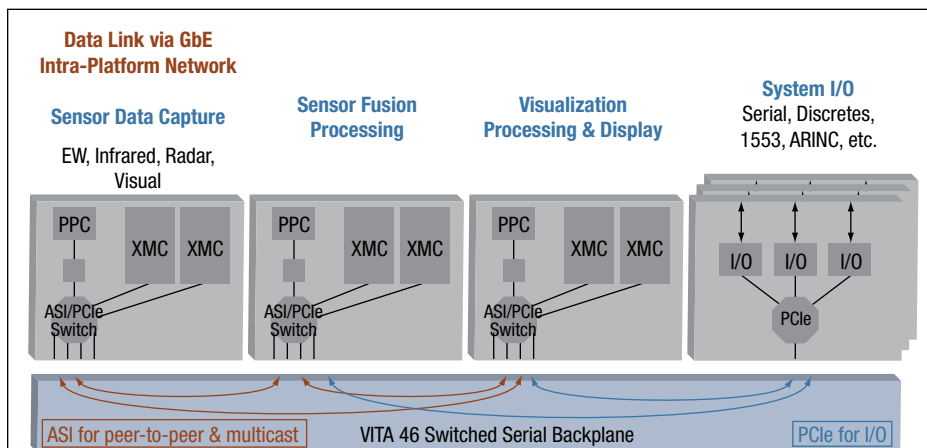 Data Link via GbE
Intra-Platform Network
Sensor Data Capture
EW, Infrared, Radar,
Visual
Sensor Fusion
Processing
Visualization
Processing & Display
System I/O
Serial, Discretes,
1553, ARINC, etc.
PPC
XMC
XMC
ASI/PCIe
Switch
PPC
XMC
XMC
ASI/PCIe
Switch
PPC
XMC
XMC
ASI/PCIe
Switch
I/O
I/O
I/O
PCIe
ASI for peer-to-peer & multicast
VITA 46 Switched Serial Backplane
PCIe for I/O